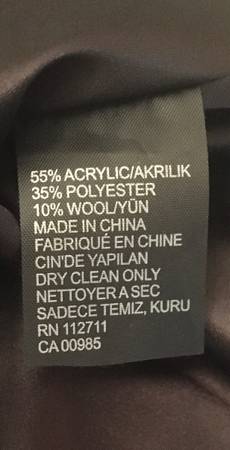 55% ACRYLIC/AKRILIK
35% POLYESTER
10% WOOL/YÜN
MADE IN CHINA
FABRIQUÉ EN CHINE
CIN'DE YAPILAN
DRY CLEAN ONLY
NETTOYER A SEC
SADECE TEMIZ, KURU
RN 112711
CA 00985